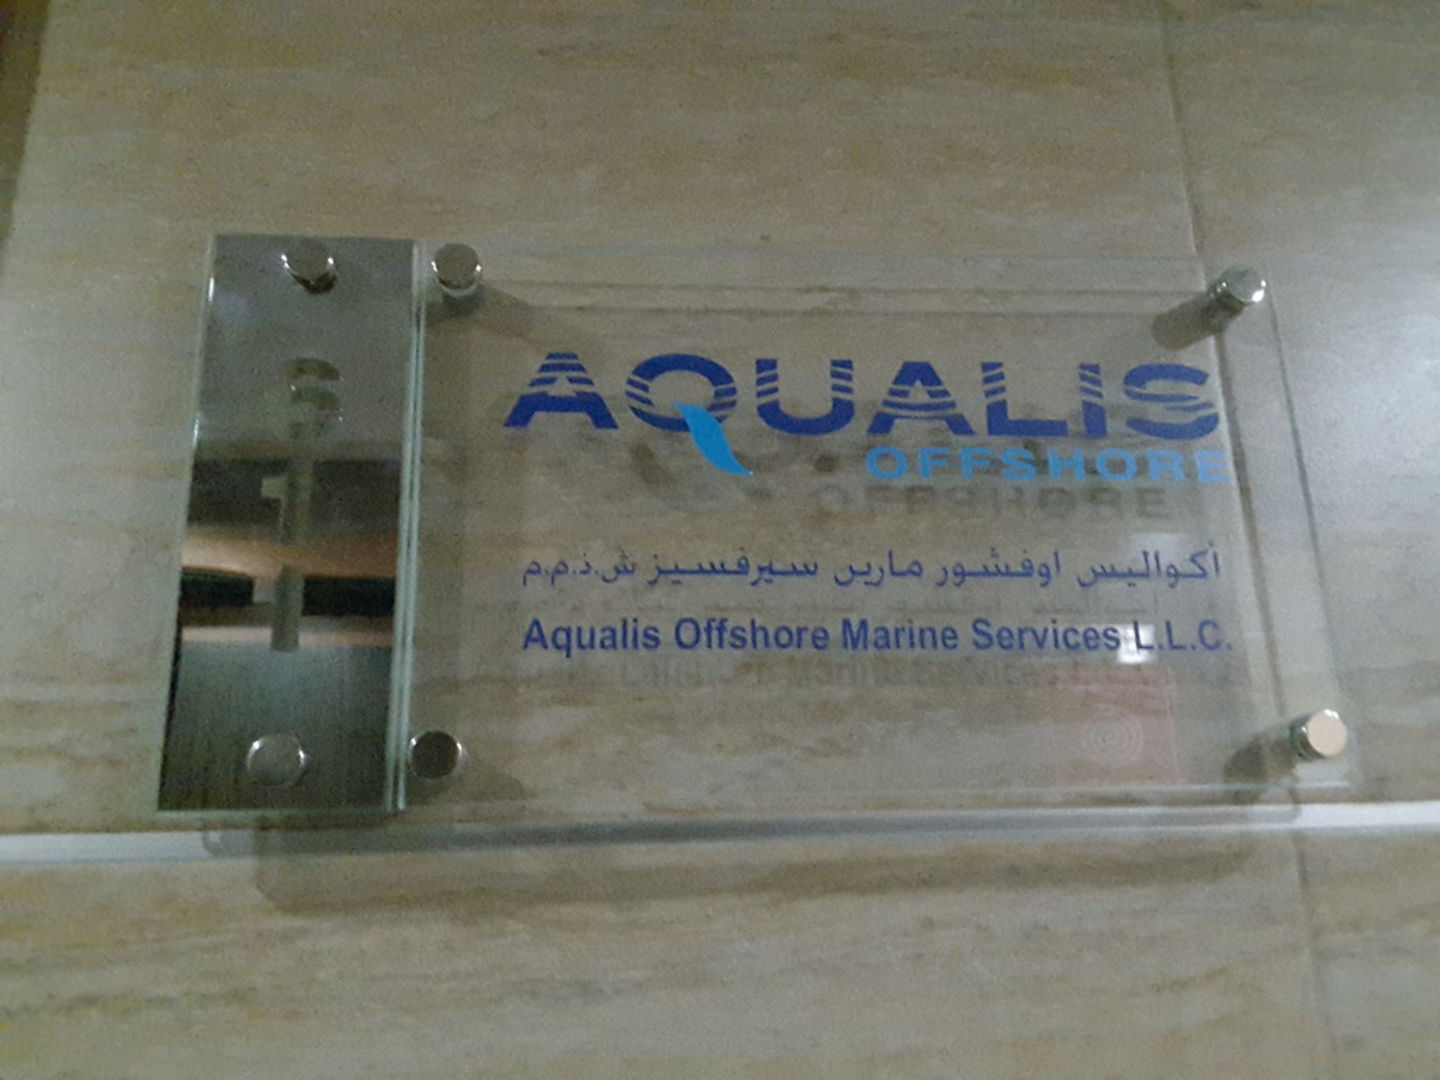 AQUALIS
OFFSHORE
أكواليس اوفشور مارين سيرفسيز ش.ذ.م.م
Aqualis Offshore Marine Services L.L.C.